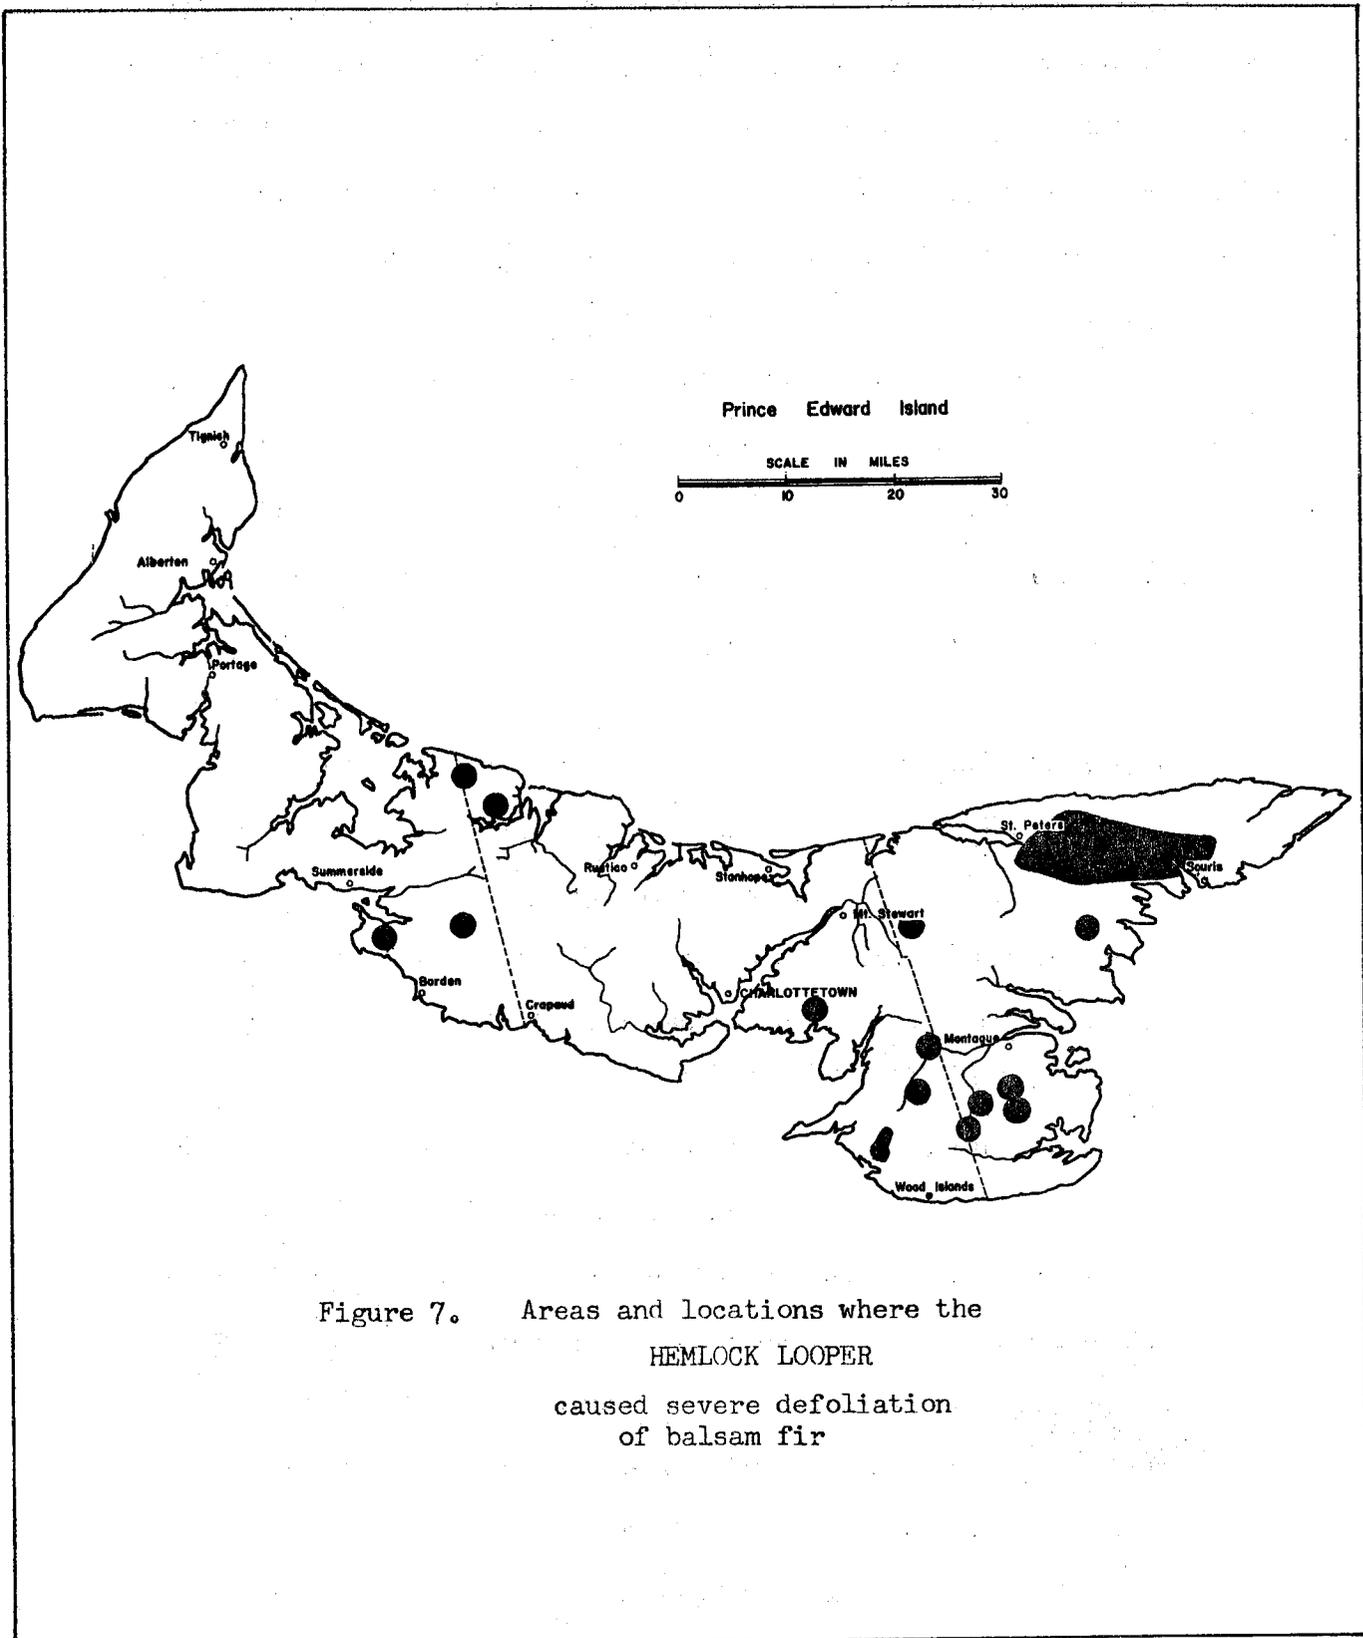 Prince Edward Island
SCALE IN MILES
0 10 20 30
Tignish
Alberton
Portage
St. Peters
Summerside
Rustico
Stanhope
Souris
Mt. Stewart
Borden
CHARLOTTETOWN
Crapaud
Montague
Wood Islands
Figure 7. Areas and locations where the
HEMLOCK LOOPER
caused severe defoliation
of balsam fir